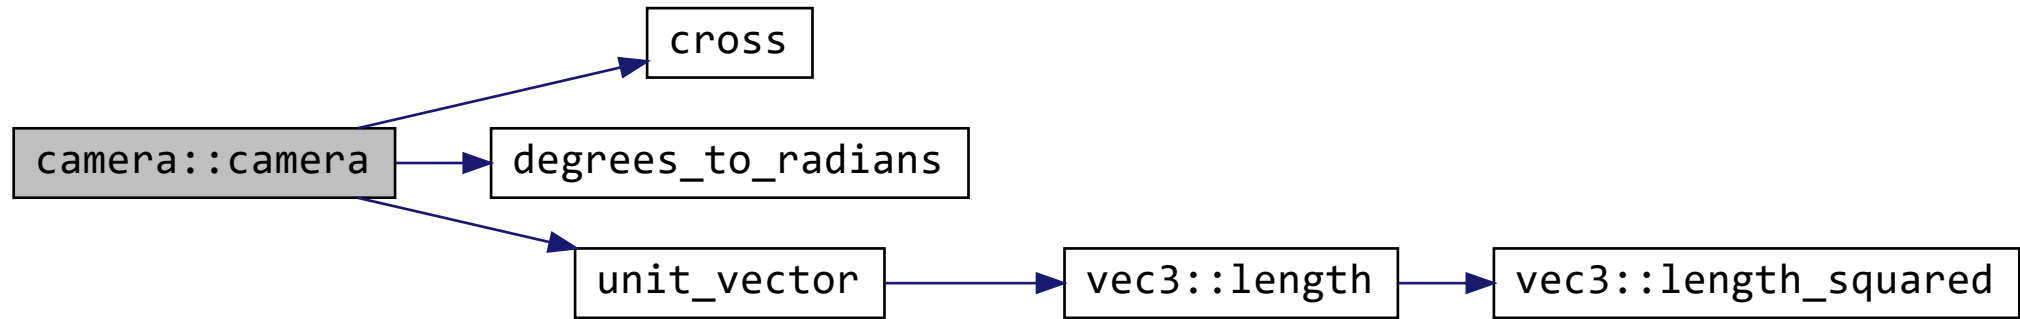 cross
camera::camera
degrees_to_radians
unit_vector
vec3::length
vec3::length_squared